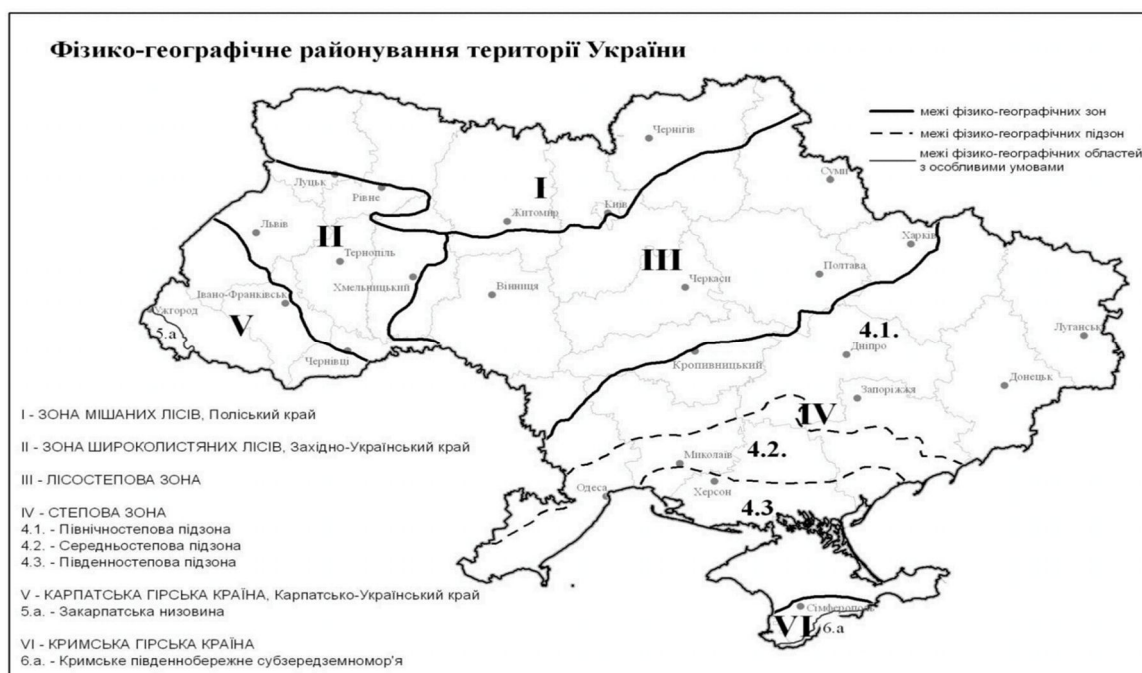 Фізико-географічне районування території України
межі фізико-географічних зон
межі фізико-географічних підзон
межі фізико-географічних областей
з особливими умовами
Чернігів
Суми
Луцьк
Рівне
I
Житомир
Київ
Львів
II
Тернопіль
Хмельницький
III
Харків
Полтава
Черкаси
Вінниця
Івано-Франківськ
Ужгород
V
5.а
Чернівці
4.1.
Дніпро
Луганськ
Кропивницький
Донецьк
Запоріжжя
IV
4.2.
Миколаїв
Херсон
Одеса
4.3
Сімферополь
VI
6.а
I - ЗОНА МІШАНИХ ЛІСІВ, Поліський край
II - ЗОНА ШИРОКОЛИСТЯНИХ ЛІСІВ, Західно-Український край
III - ЛІСОСТЕПОВА ЗОНА
IV - СТЕПОВА ЗОНА
4.1. - Північностепова підзона
4.2. - Середньостепова підзона
4.3. - Південностепова підзона
V - КАРПАТСЬКА ГІРСЬКА КРАЇНА, Карпатсько-Український край
5.а. - Закарпатська низовина
VI - КРИМСЬКА ГІРСЬКА КРАЇНА
6.а. - Кримське південнобережне субзередземномор'я